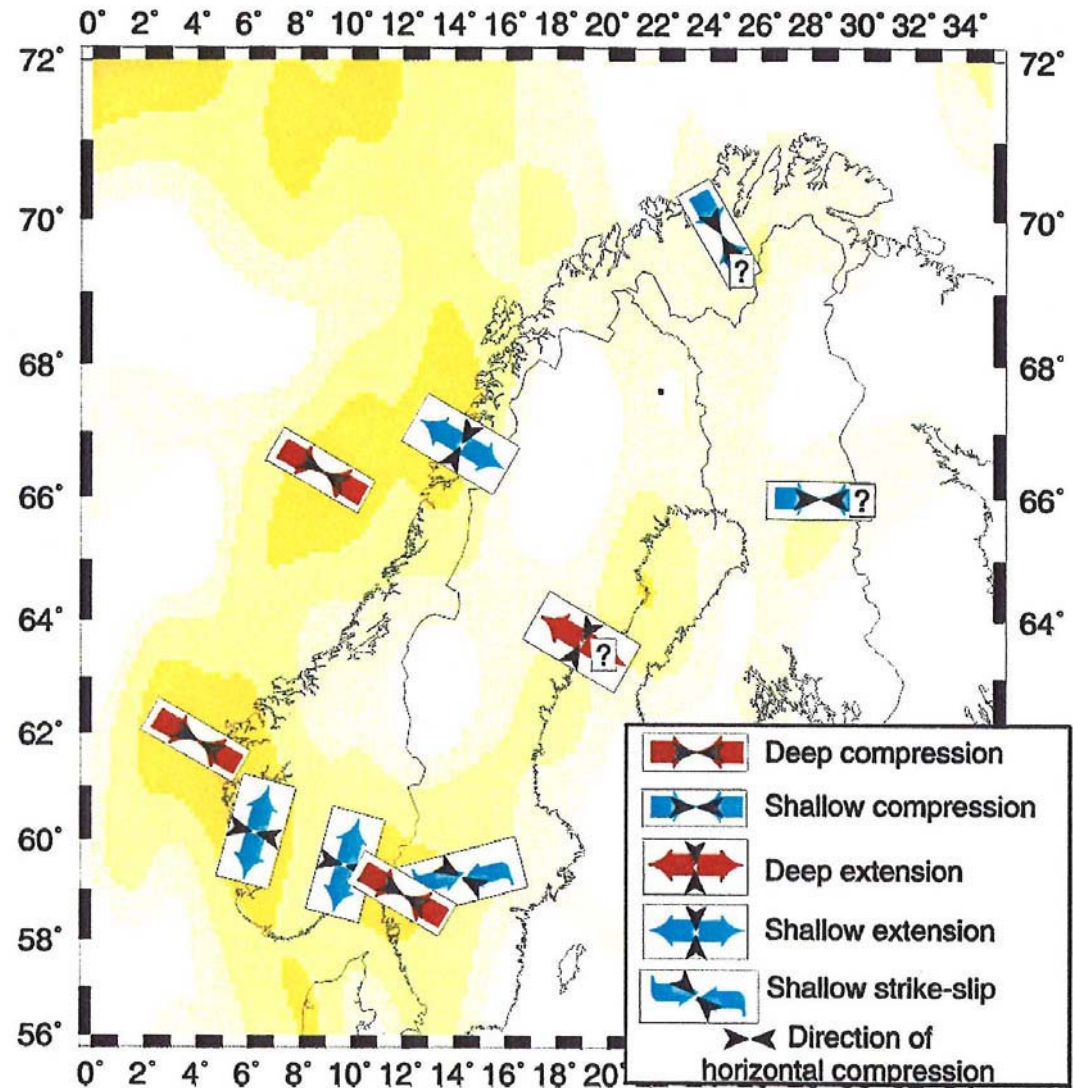 0° 2° 4° 6° 8° 10° 12° 14° 16° 18° 20° 22° 24° 26° 28° 30° 32° 34°
72° 72°
70° 70°
?
68° 68°
66° ? 66°
64° 64°
?
62°
60°
58°
56°
Deep compression
Shallow compression
Deep extension
Shallow extension
Shallow strike-slip
Direction of
horizontal compression
0° 2° 4° 6° 8° 10° 12° 14° 16° 18° 20°